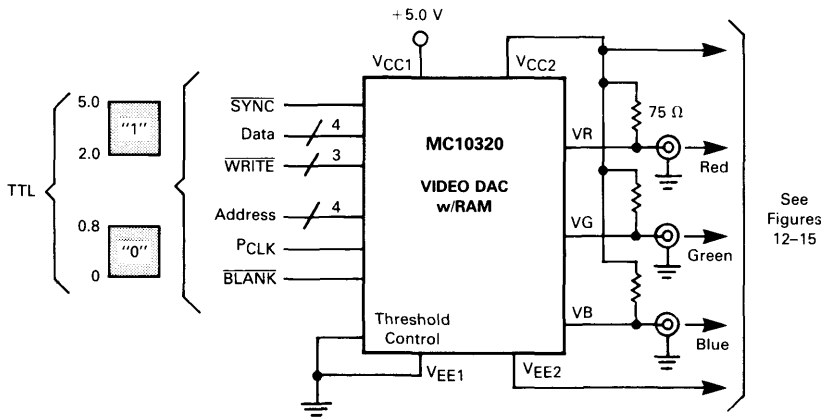 +5.0 V
VCC1
VCC2
TTL
5.0
"1"
2.0
0.8
"0"
0
SYNC
Data
4
WRITE
3
Address
4
PCLK
BLANK
Threshold
Control
MC10320
VIDEO DAC
w/RAM
VEE1
VEE2
75 Ω
VR
Red
VG
Green
VB
Blue
See
Figures
12–15